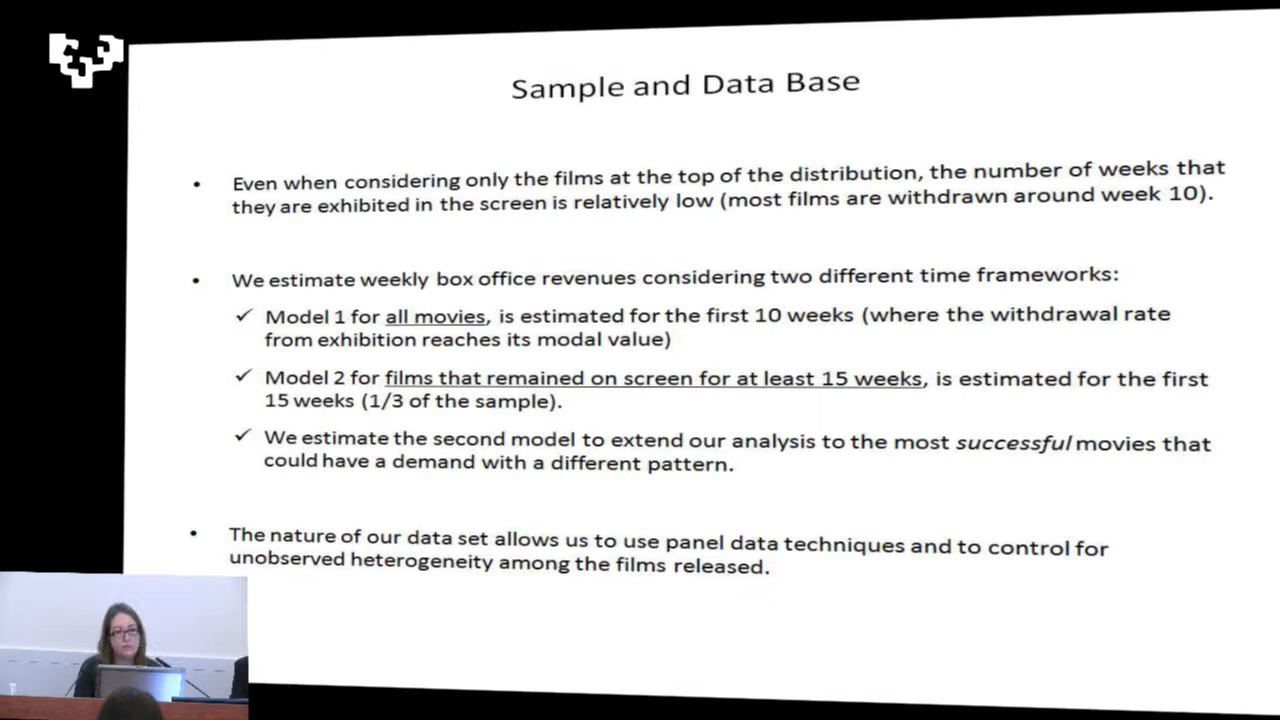 Sample and Data Base
• Even when considering only the films at the top of the distribution, the number of weeks that
they are exhibited in the screen is relatively low (most films are withdrawn around week 10).
• We estimate weekly box office revenues considering two different time frameworks:
✓ Model 1 for all movies, is estimated for the first 10 weeks (where the withdrawal rate
from exhibition reaches its modal value)
✓ Model 2 for films that remained on screen for at least 15 weeks, is estimated for the first
15 weeks (1/3 of the sample).
✓ We estimate the second model to extend our analysis to the most successful movies that
could have a demand with a different pattern.
• The nature of our data set allows us to use panel data techniques and to control for
unobserved heterogeneity among the films released.